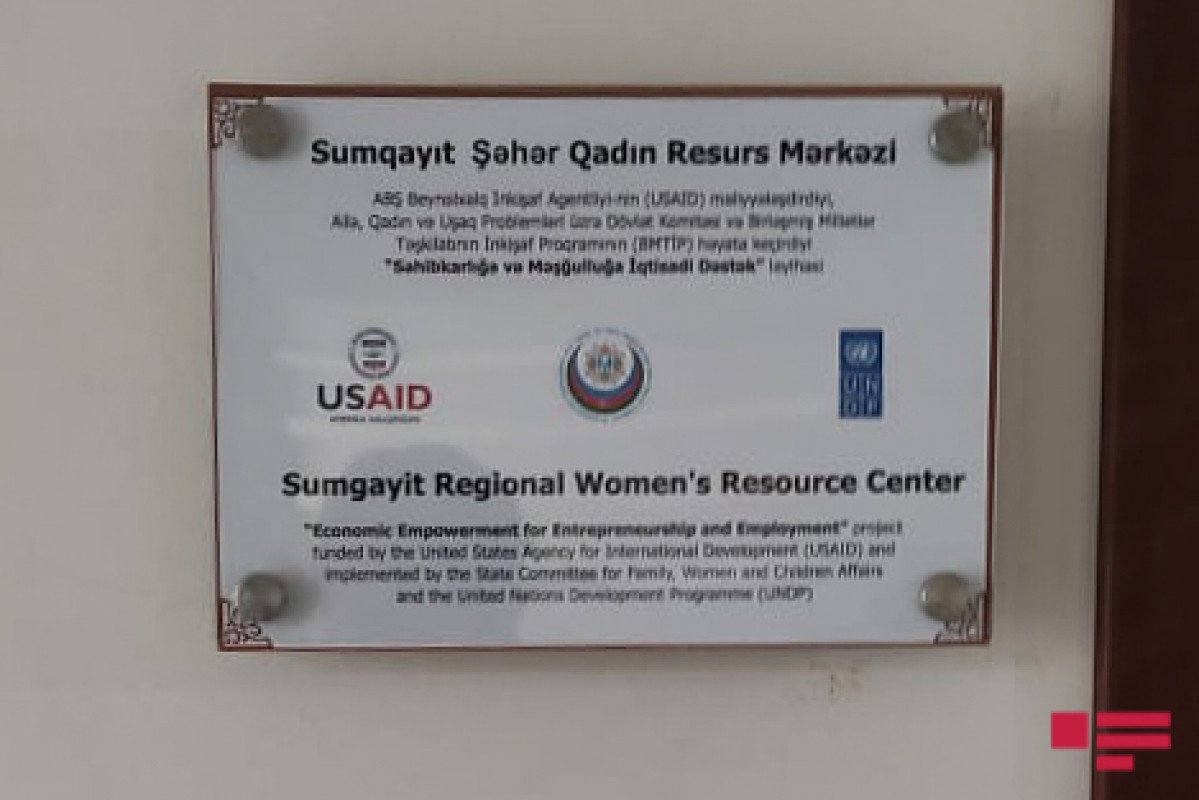 Sumqayıt Şəhər Qadın Resurs Mərkəzi
ABŞ Beynəlxalq İnkişaf Agentliyi-nin (USAID) maliyyələşdirdiyi,
Ailə, Qadın və Uşaq Problemləri üzrə Dövlət Komitəsi və Birləşmiş Millətlər
Təşkilatının İnkişaf Proqramının (BMTİP) həyata keçirdiyi
"Sahibkarlığa və Məşğulluğa İqtisadi Dəstək" layihəsi
USAID
UN
DP
Sumgayit Regional Women's Resource Center
"Economic Empowerment for Entrepreneurship and Employment" project
funded by the United States Agency for International Development (USAID) and
implemented by the State Committee for Family, Women and Children Affairs
and the United Nations Development Programme (UNDP)